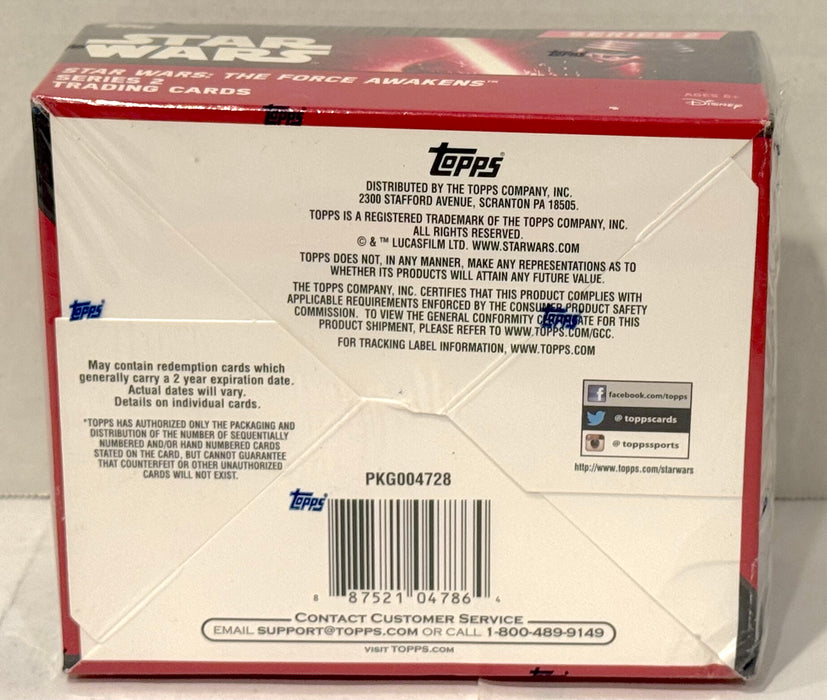 topps
STAR
WARS
SERIES 2
topps
STAR WARS: THE FORCE AWAKENS™
SERIES 2
TRADING CARDS
AGES 6+
Disney
topps
topps®
DISTRIBUTED BY THE TOPPS COMPANY, INC.
2300 STAFFORD AVENUE, SCRANTON PA 18505.
TOPPS IS A REGISTERED TRADEMARK OF THE TOPPS COMPANY, INC.
ALL RIGHTS RESERVED.
© & ™ LUCASFILM LTD. WWW.STARWARS.COM
TOPPS DOES NOT, IN ANY MANNER, MAKE ANY REPRESENTATIONS AS TO
WHETHER ITS PRODUCTS WILL ATTAIN ANY FUTURE VALUE.
THE TOPPS COMPANY, INC. CERTIFIES THAT THIS PRODUCT COMPLIES WITH
APPLICABLE REQUIREMENTS ENFORCED BY THE CONSUMER PRODUCT SAFETY
COMMISSION. TO VIEW THE GENERAL CONFORMITY CERTIFICATE FOR THIS
PRODUCT SHIPMENT, PLEASE REFER TO WWW.TOPPS.COM/GCC.
FOR TRACKING LABEL INFORMATION, WWW.TOPPS.COM
topps
topps
May contain redemption cards which
generally carry a 2 year expiration date.
Actual dates will vary.
Details on individual cards.
*TOPPS HAS AUTHORIZED ONLY THE PACKAGING AND
DISTRIBUTION OF THE NUMBER OF SEQUENTIALLY
NUMBERED AND/OR HAND NUMBERED CARDS
STATED ON THE CARD, BUT CANNOT GUARANTEE
THAT COUNTERFEIT OR OTHER UNAUTHORIZED
CARDS WILL NOT EXIST.
facebook.com/topps
@toppscards
@toppssports
http://www.topps.com/starwars
PKG004728
topps
8 87521 04786 4
CONTACT CUSTOMER SERVICE
EMAIL SUPPORT@TOPPS.COM OR CALL 1-800-489-9149
VISIT TOPPS.COM